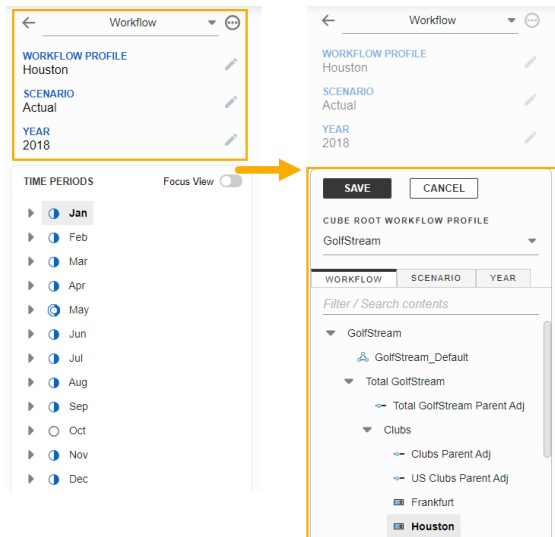 Workflow
WORKFLOW PROFILE
Houston
SCENARIO
Actual
YEAR
2018
TIME PERIODS
Focus View
Jan
Feb
Mar
Apr
May
Jun
Jul
Aug
Sep
Oct
Nov
Dec
Workflow
WORKFLOW PROFILE
Houston
SCENARIO
Actual
YEAR
2018
SAVE CANCEL
CUBE ROOT WORKFLOW PROFILE
GolfStream
WORKFLOW SCENARIO YEAR
Filter / Search contents
GolfStream
GolfStream_Default
Total GolfStream
Total GolfStream Parent Adj
Clubs
Clubs Parent Adj
US Clubs Parent Adj
Frankfurt
Houston